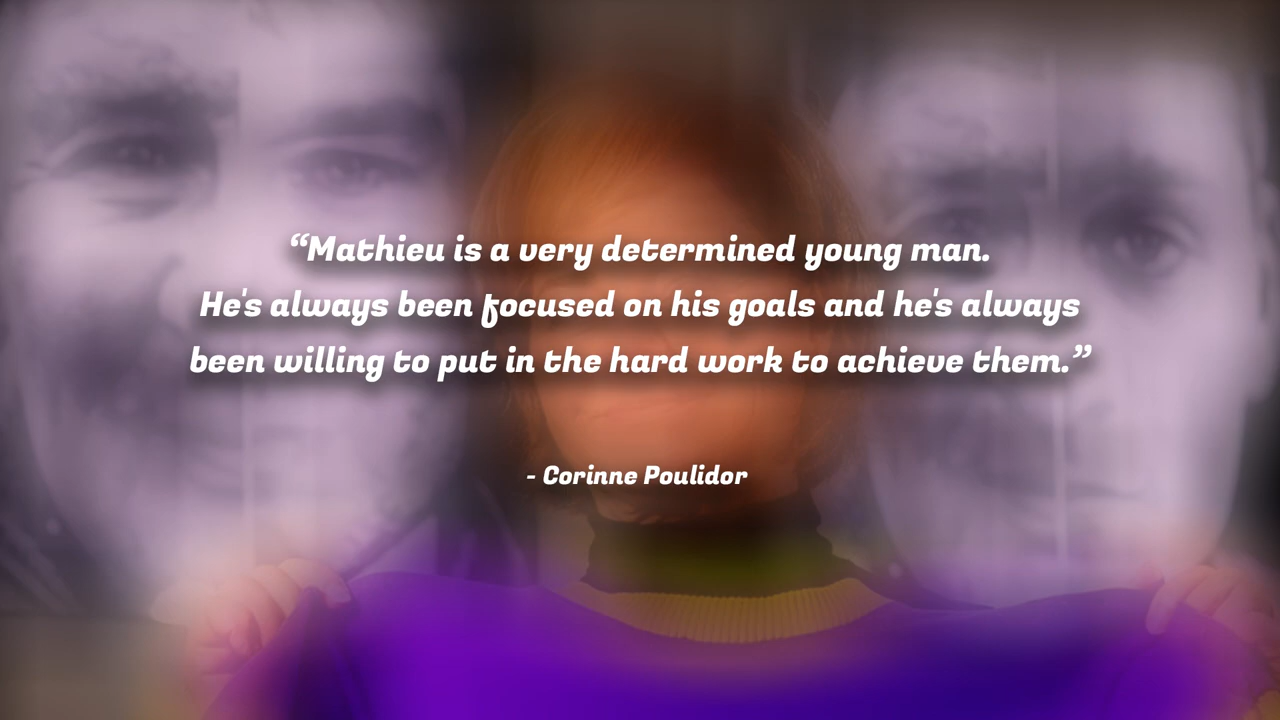 “Mathieu is a very determined young man.
He's always been focused on his goals and he's always
been willing to put in the hard work to achieve them.”
- Corinne Poulidor